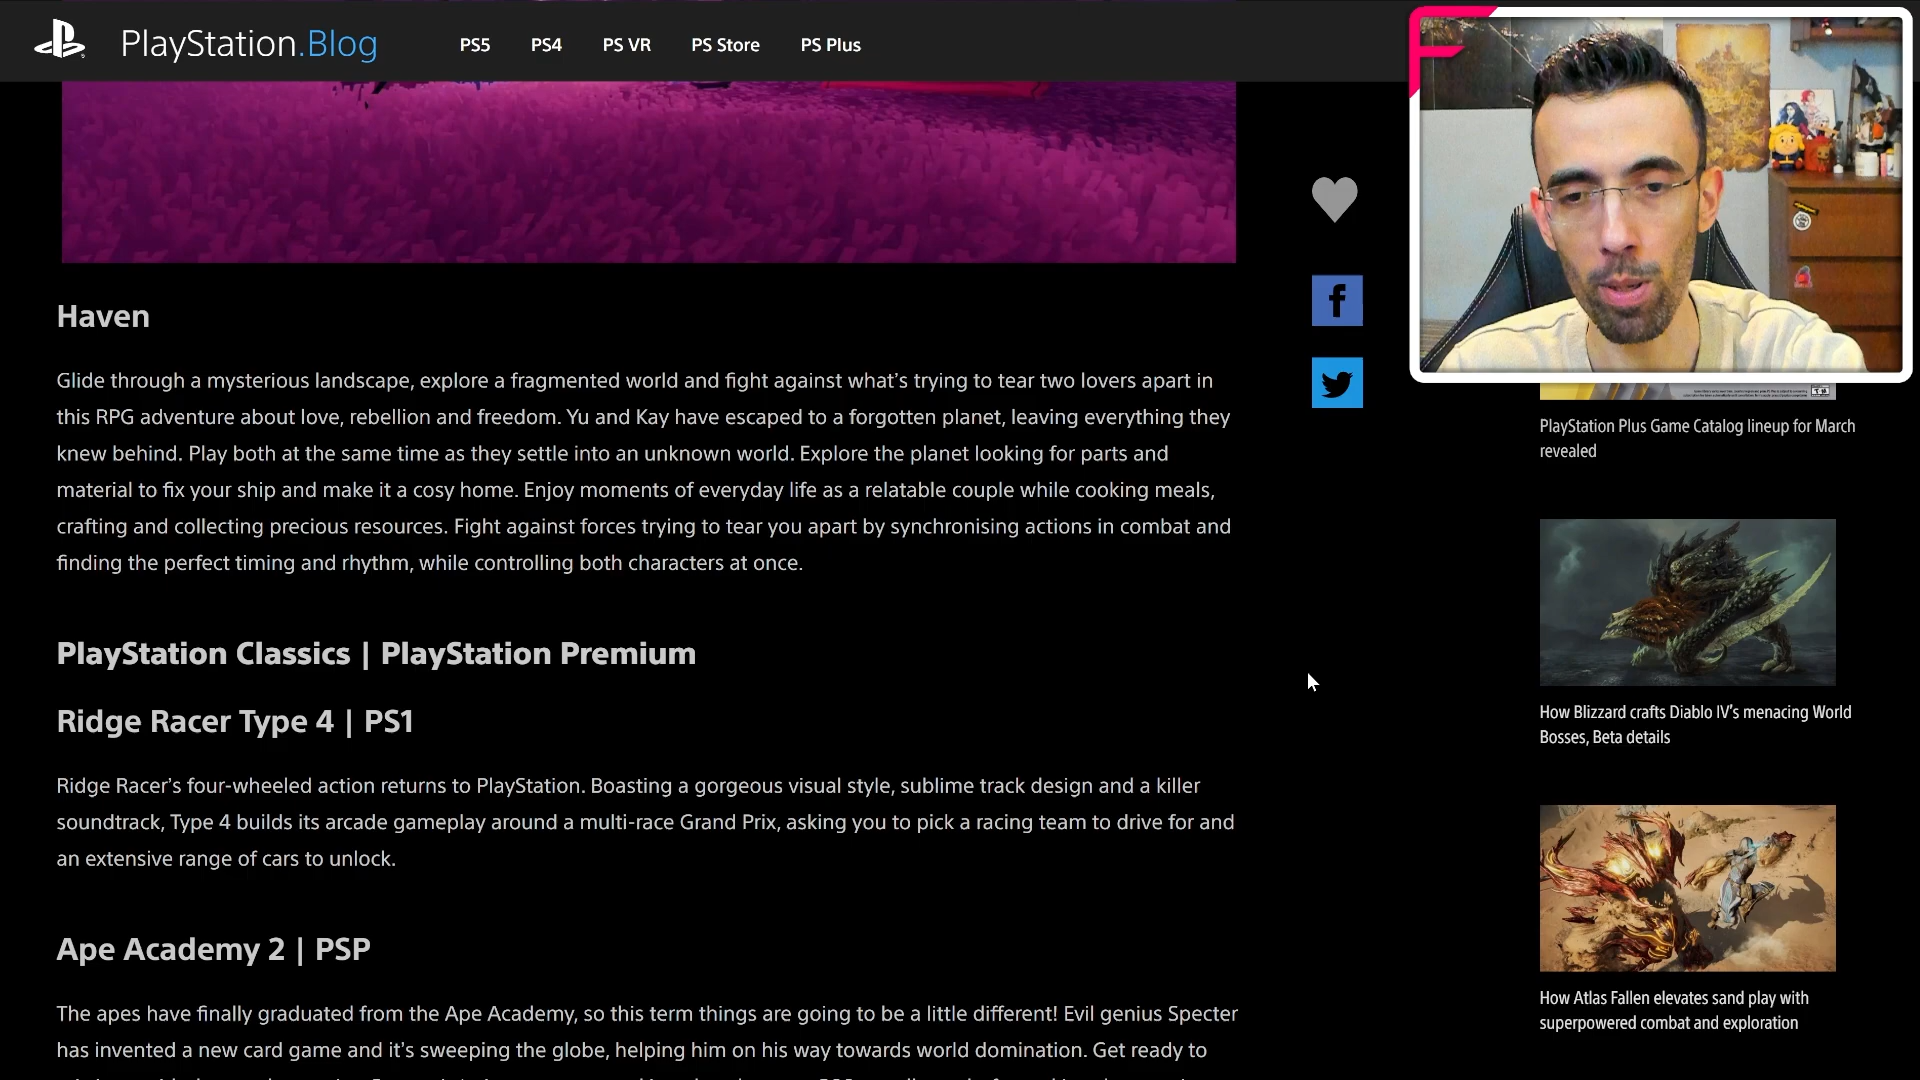 PlayStation.Blog
PS5 PS4 PS VR PS Store PS Plus
Haven
Glide through a mysterious landscape, explore a fragmented world and fight against what’s trying to tear two lovers apart in
this RPG adventure about love, rebellion and freedom. Yu and Kay have escaped to a forgotten planet, leaving everything they
knew behind. Play both at the same time as they settle into an unknown world. Explore the planet looking for parts and
material to fix your ship and make it a cosy home. Enjoy moments of everyday life as a relatable couple while cooking meals,
crafting and collecting precious resources. Fight against forces trying to tear you apart by synchronising actions in combat and
finding the perfect timing and rhythm, while controlling both characters at once.
PlayStation Classics | PlayStation Premium
Ridge Racer Type 4 | PS1
Ridge Racer’s four-wheeled action returns to PlayStation. Boasting a gorgeous visual style, sublime track design and a killer
soundtrack, Type 4 builds its arcade gameplay around a multi-race Grand Prix, asking you to pick a racing team to drive for and
an extensive range of cars to unlock.
Ape Academy 2 | PSP
The apes have finally graduated from the Ape Academy, so this term things are going to be a little different! Evil genius Specter
has invented a new card game and it’s sweeping the globe, helping him on his way towards world domination. Get ready to
PlayStation Plus Game Catalog lineup for March
revealed
How Blizzard crafts Diablo IV’s menacing World
Bosses, Beta details
How Atlas Fallen elevates sand play with
superpowered combat and exploration